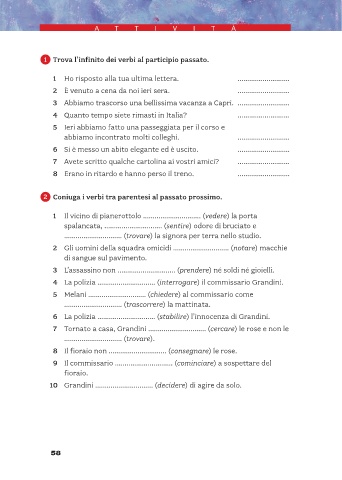 ATTIVITÀ
1 Trova l'infinito dei verbi al participio passato.
1 Ho risposto alla tua ultima lettera. ...........................
2 È venuto a cena da noi ieri sera. ...........................
3 Abbiamo trascorso una bellissima vacanza a Capri. ...........................
4 Quanto tempo siete rimasti in Italia? ...........................
5 Ieri abbiamo fatto una passeggiata per il corso e
abbiamo incontrato molti colleghi. ...........................
6 Si è messo un abito elegante ed è uscito. ...........................
7 Avete scritto qualche cartolina ai vostri amici? ...........................
8 Erano in ritardo e hanno perso il treno. ...........................
2 Coniuga i verbi tra parentesi al passato prossimo.
1 Il vicino di pianerottolo .............................. (vedere) la porta
spalancata, .............................. (sentire) odore di bruciato e
.............................. (trovare) la signora per terra nello studio.
2 Gli uomini della squadra omicidi .............................. (notare) macchie
di sangue sul pavimento.
3 L'assassino non .............................. (prendere) né soldi né gioielli.
4 La polizia .............................. (interrogare) il commissario Grandini.
5 Melani .............................. (chiedere) al commissario come
.............................. (trascorrere) la mattinata.
6 La polizia .............................. (stabilire) l'innocenza di Grandini.
7 Tornato a casa, Grandini .............................. (cercare) le rose e non le
.............................. (trovare).
8 Il fioraio non .............................. (consegnare) le rose.
9 Il commissario .............................. (cominciare) a sospettare del
fioraio.
10 Grandini .............................. (decidere) di agire da solo.
58